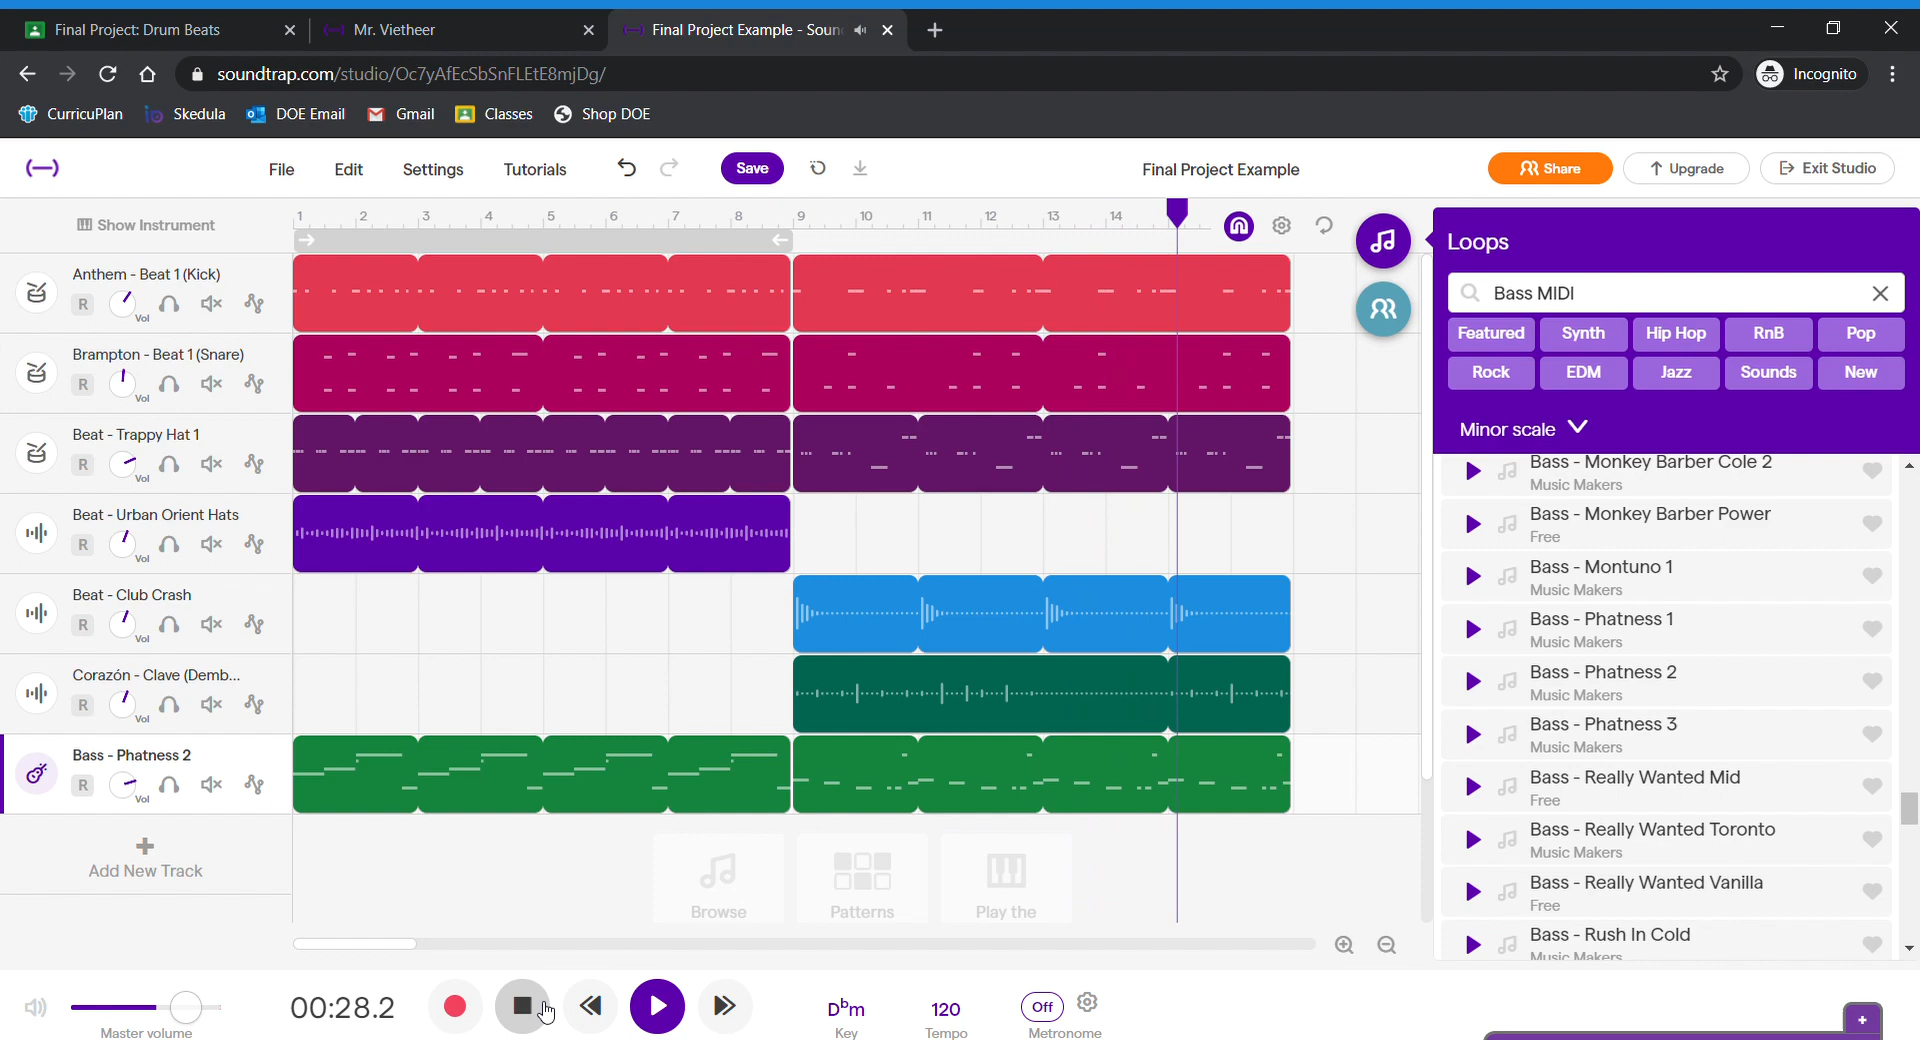 Final Project: Drum Beats
Mr. Vietheer
Final Project Example - Soun
soundtrap.com/studio/Oc7yAfEcSbSnFLEtE8mjDg/
Incognito
CurricuPlan
Skedula
DOE Email
Gmail
Classes
Shop DOE
File
Edit
Settings
Tutorials
Save
Final Project Example
Share
Upgrade
Exit Studio
Show Instrument
1 2 3 4 5 6 7 8 9 10 11 12 13 14
Anthem - Beat 1 (Kick)
R
Vol
Brampton - Beat 1 (Snare)
R
Vol
Beat - Trappy Hat 1
R
Vol
Beat - Urban Orient Hats
R
Vol
Beat - Club Crash
R
Vol
Corazón - Clave (Demb...
R
Vol
Bass - Phatness 2
R
Vol
Add New Track
Browse
Patterns
Play the
Loops
Bass MIDI
Featured
Synth
Hip Hop
RnB
Pop
Rock
EDM
Jazz
Sounds
New
Minor scale
Bass - Monkey Barber Cole 2
Music Makers
Bass - Monkey Barber Power
Free
Bass - Montuno 1
Music Makers
Bass - Phatness 1
Music Makers
Bass - Phatness 2
Music Makers
Bass - Phatness 3
Music Makers
Bass - Really Wanted Mid
Free
Bass - Really Wanted Toronto
Music Makers
Bass - Really Wanted Vanilla
Free
Bass - Rush In Cold
Music Makers
Master volume
00:28.2
Dbm
Key
120
Tempo
Off
Metronome